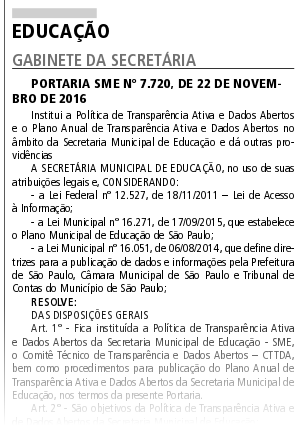 EDUCAÇÃO
GABINETE DA SECRETÁRIA
PORTARIA SME Nº 7.720, DE 22 DE NOVEM-
BRO DE 2016
Institui a Política de Transparência Ativa e Dados Abertos
e o Plano Anual de Transparência Ativa e Dados Abertos no
âmbito da Secretaria Municipal de Educação e dá outras pro-
vidências
A SECRETÁRIA MUNICIPAL DE EDUCAÇÃO, no uso de suas
atribuições legais e, CONSIDERANDO:
- a Lei Federal nº 12.527, de 18/11/2011 – Lei de Acesso
à Informação;
- a Lei Municipal nº 16.271, de 17/09/2015, que estabelece
o Plano Municipal de Educação de São Paulo;
- a Lei Municipal nº 16.051, de 06/08/2014, que define dire-
trizes para a publicação de dados e informações pela Prefeitura
de São Paulo, Câmara Municipal de São Paulo e Tribunal de
Contas do Município de São Paulo;
RESOLVE:
DAS DISPOSIÇÕES GERAIS
Art. 1º - Fica instituída a Política de Transparência Ativa
e Dados Abertos da Secretaria Municipal de Educação - SME,
o Comitê Técnico de Transparência e Dados Abertos – CTTDA,
bem como procedimentos para publicação do Plano Anual de
Transparência Ativa e Dados Abertos da Secretaria Municipal de
Educação, nos termos da presente Portaria.
Art. 2º - São objetivos da Política de Transparência Ativa e